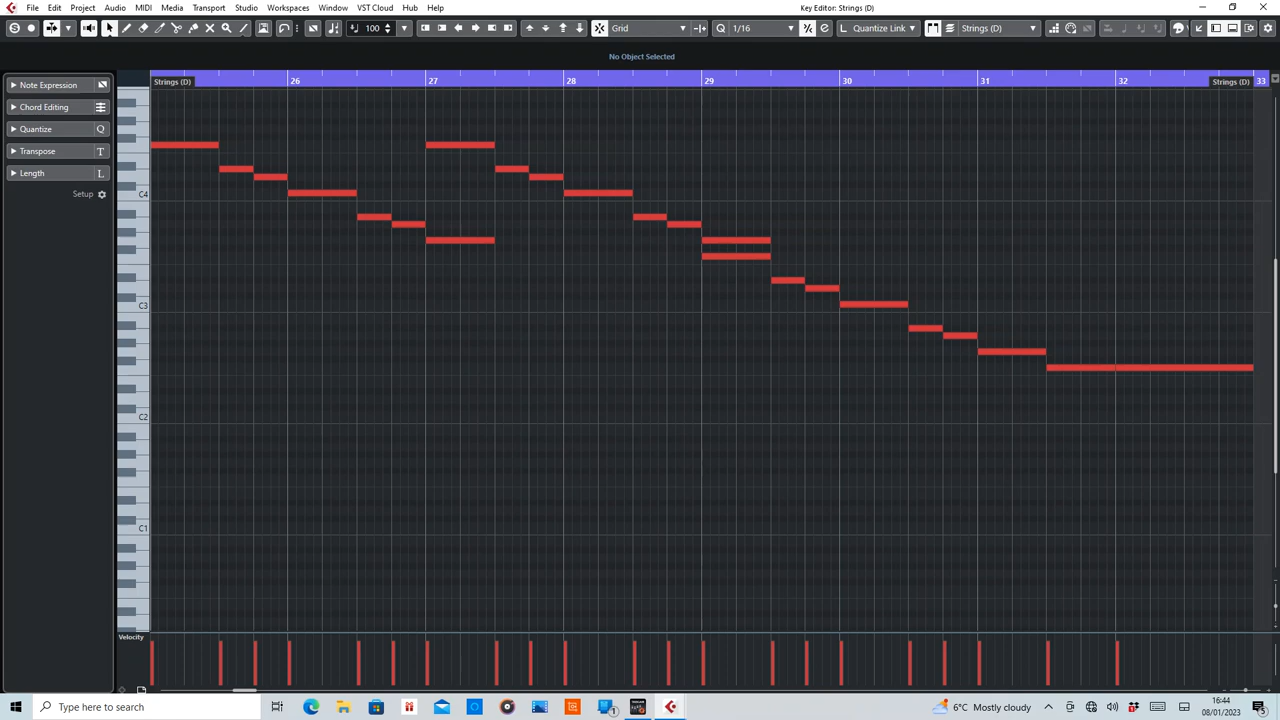 File Edit Project Audio MIDI Media Transport Studio Workspaces Window VST Cloud Hub Help
Key Editor: Strings (D)
100 Grid 1/16 Quantize Link Strings (D)
No Object Selected
Strings (D) 26 27 28 29 30 31 32 Strings (D) 33
Note Expression
Chord Editing
Quantize Q
Transpose T
Length L
Setup
C4
C3
C2
C1
Velocity
Type here to search
6°C Mostly cloudy
16:44
08/01/2023